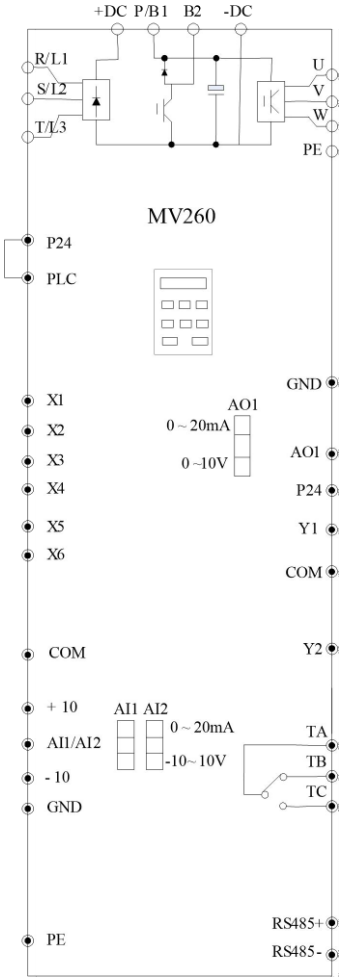 +DC P/B1 B2 -DC
R/L1
S/L2
T/L3
U
V
W
PE
MV260
P24
PLC
X1
X2
X3
X4
X5
X6
COM
+ 10
AI1/AI2
- 10
GND
PE
AO1
0 ~ 20mA
0 ~10V
AI1 AI2
0 ~ 20mA
-10~ 10V
GND
AO1
P24
Y1
COM
Y2
TA
TB
TC
RS485+
RS485-